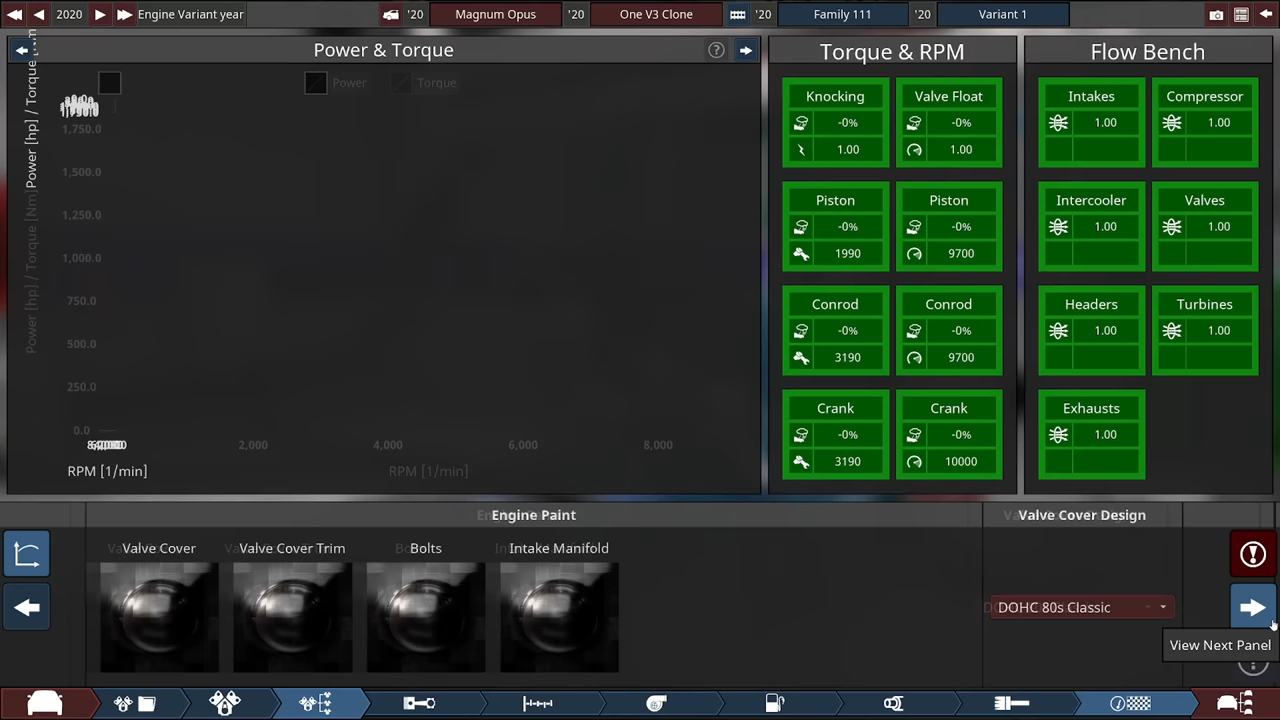 2020
Engine Variant year
'20
Magnum Opus
'20
One V3 Clone
'20
Family 111
'20
Variant 1
Power & Torque
Torque & RPM
Flow Bench
Power
Torque
Power [hp] / Torque
Power [hp] / Torque [Nm]
1,750.0
1,500.0
1,250.0
1,000.0
750.0
500.0
250.0
0.0
2,000
4,000
6,000
8,000
RPM [1/min]
RPM [1/min]
Knocking
-0%
1.00
Valve Float
-0%
1.00
Piston
-0%
1990
Piston
-0%
9700
Conrod
-0%
3190
Conrod
-0%
9700
Crank
-0%
3190
Crank
-0%
10000
Intakes
1.00
Compressor
1.00
Intercooler
1.00
Valves
1.00
Headers
1.00
Turbines
1.00
Exhausts
1.00
Engine Paint
Valve Cover Design
Valve Cover
Valve Cover Trim
Bolts
Intake Manifold
DOHC 80s Classic
View Next Panel